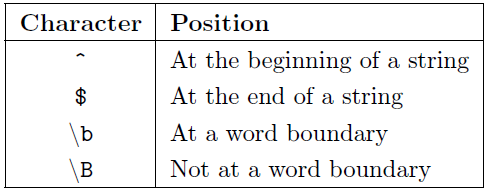 Character Position
^ At the beginning of a string
$ At the end of a string
\b At a word boundary
\B Not at a word boundary